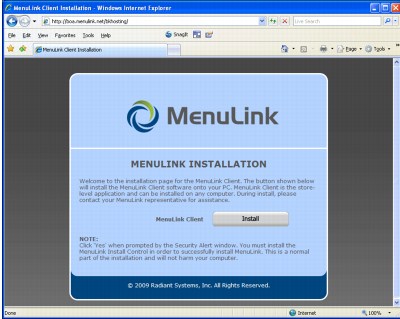 MenuLink Client Installation - Windows Internet Explorer
http://boa.menulink.net/bkhosting/
Live Search
File Edit View Favorites Tools Help
SnagIt
MenuLink Client Installation
Page
Tools
MenuLink
MENULINK INSTALLATION
Welcome to the installation page for the MenuLink Client. The button shown below
will install the MenuLink Client software onto your PC. MenuLink Client is the store-
level application and can be installed on any computer. During install, please
contact your MenuLink representative for assistance.
MenuLink Client
Install
NOTE:
Click 'Yes' when prompted by the Security Alert window. You must install the
MenuLink Install Control in order to successfully install MenuLink. This is a normal
part of the installation and will not harm your computer.
© 2009 Radiant Systems, Inc. All Rights Reserved.
Done
Internet
100%